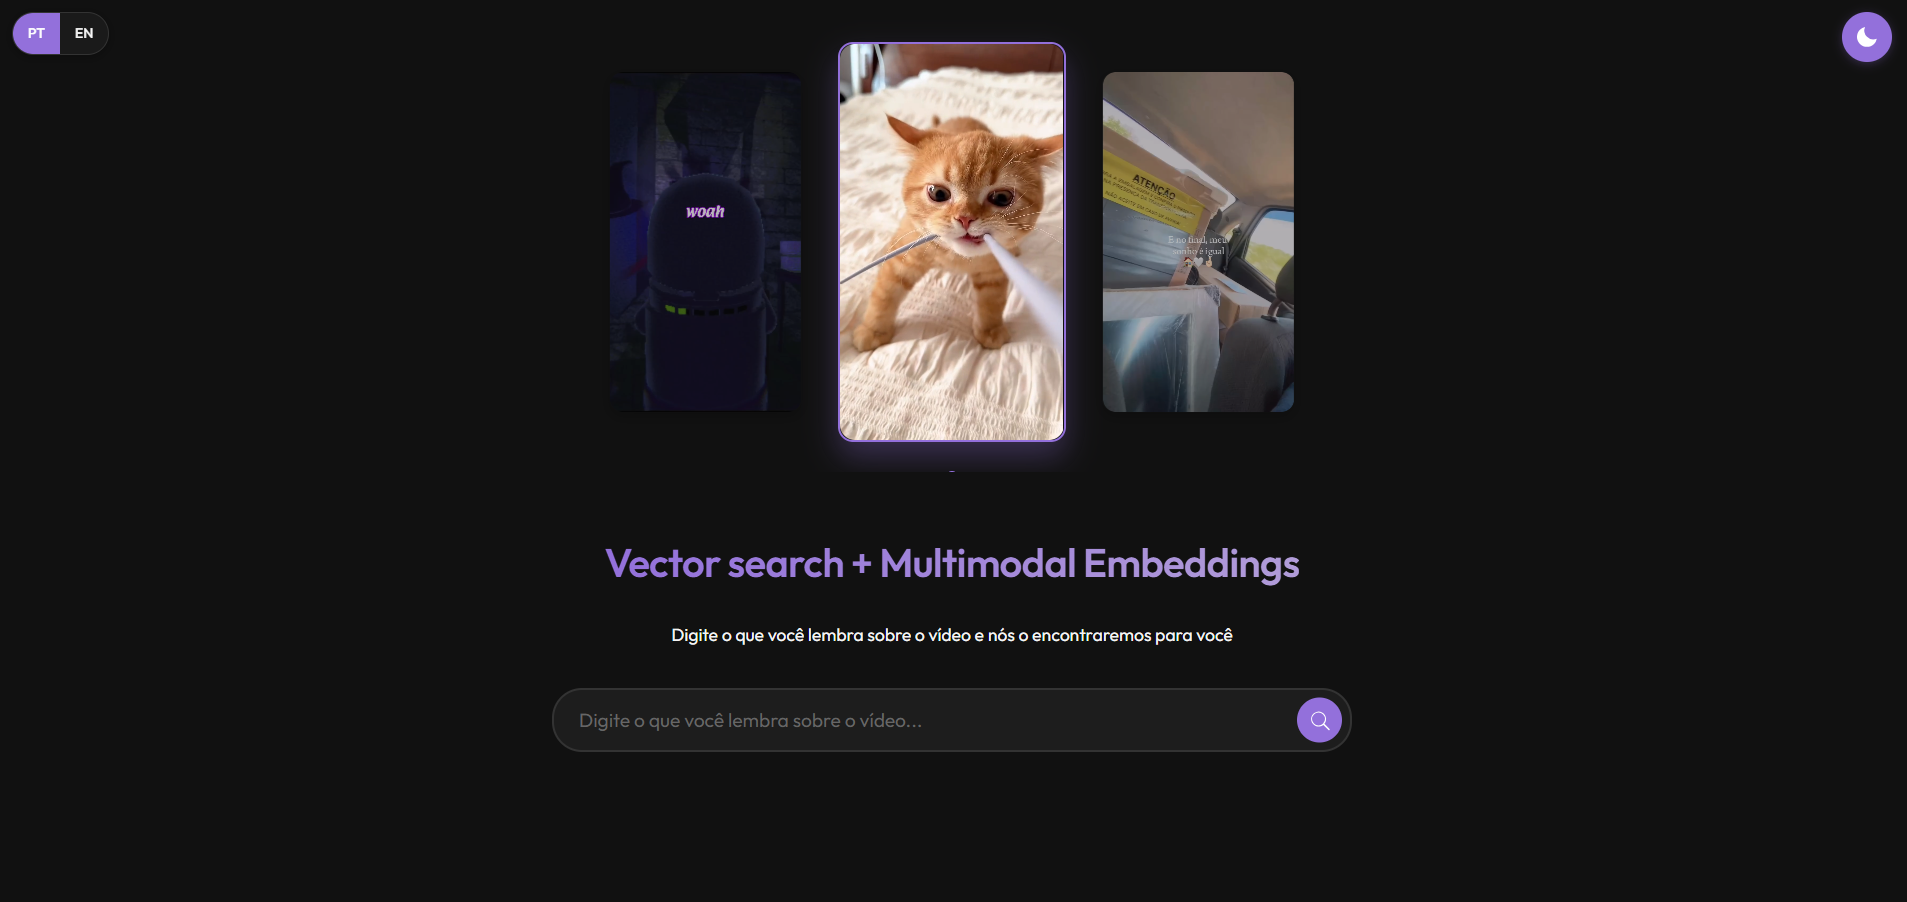 PT
EN
woah
ATENÇÃO
E no final, meu
sonho é igual
Vector search + Multimodal Embeddings
Digite o que você lembra sobre o vídeo e nós o encontraremos para você
Digite o que você lembra sobre o vídeo...